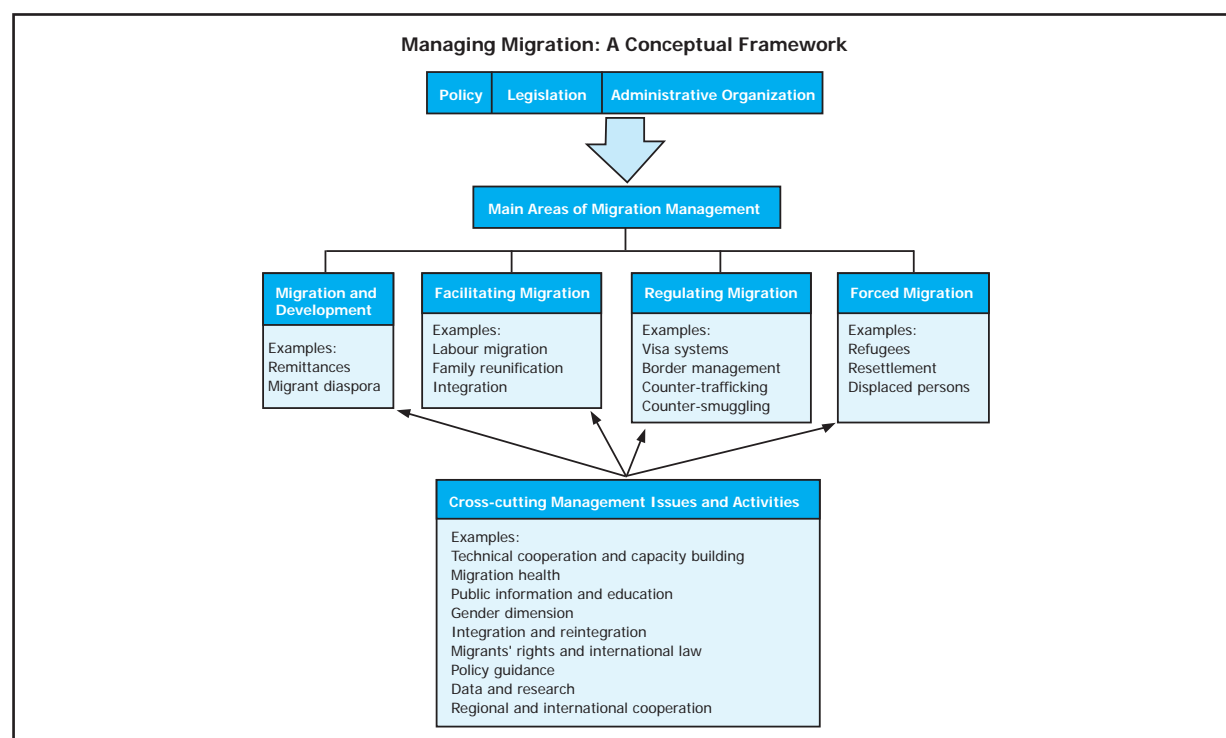 Managing Migration: A Conceptual Framework
Policy Legislation Administrative Organization
Main Areas of Migration Management
Migration and
Development
Examples:
Remittances
Migrant diaspora
Facilitating Migration
Examples:
Labour migration
Family reunification
Integration
Regulating Migration
Examples:
Visa systems
Border management
Counter-trafficking
Counter-smuggling
Forced Migration
Examples:
Refugees
Resettlement
Displaced persons
Cross-cutting Management Issues and Activities
Examples:
Technical cooperation and capacity building
Migration health
Public information and education
Gender dimension
Integration and reintegration
Migrants' rights and international law
Policy guidance
Data and research
Regional and international cooperation